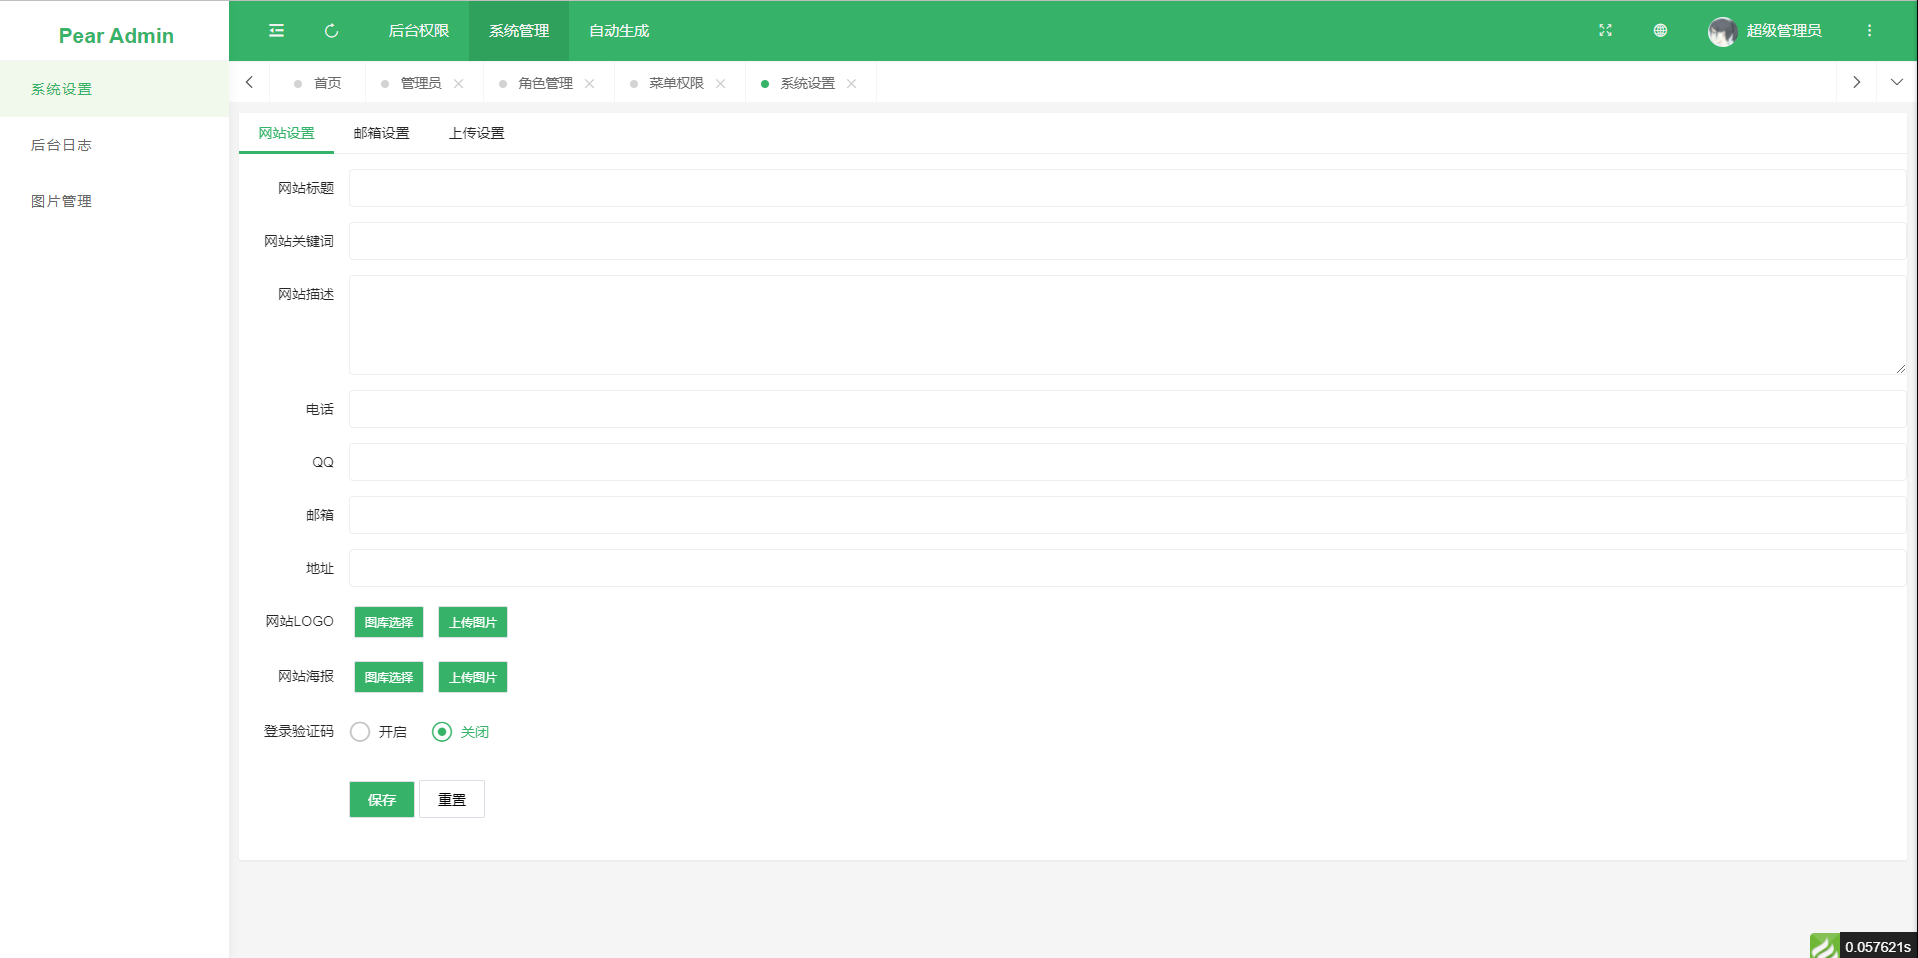 Pear Admin
后台权限 系统管理 自动生成 超级管理员
首页 管理员 角色管理 菜单权限 系统设置
系统设置
后台日志
图片管理
网站设置 邮箱设置 上传设置
网站标题
网站关键词
网站描述
电话
QQ
邮箱
地址
网站LOGO 图库选择 上传图片
网站海报 图库选择 上传图片
登录验证码 开启 关闭
保存 重置
0.057621s